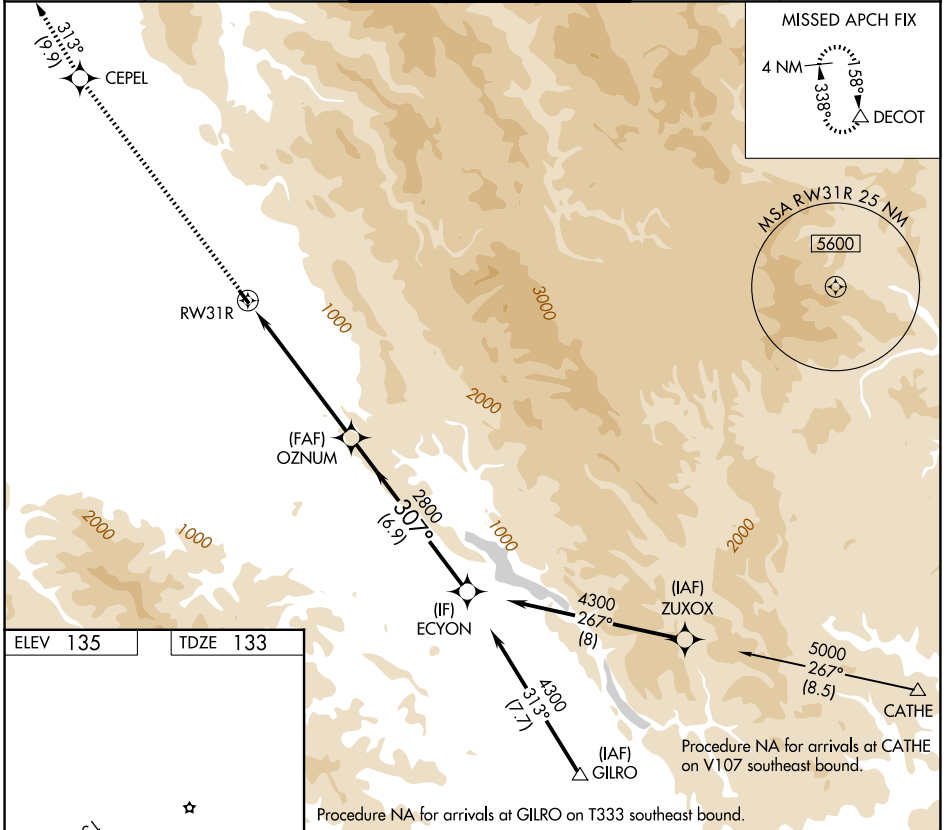 313°
(9.9)
CEPEL
MISSED APCH FIX
4 NM
338°
158°
DECOT
MSA RW31R 25 NM
5600
RW31R
1000
3000
2000
(FAF)
OZNUM
2800
307°
(6.9)
2000
1000
1000
2000
(IF)
ECYON
4300
267°
(8)
(IAF)
ZUXOX
5000
267°
(8.5)
CATHE
ELEV 135
TDZE 133
4300
313°
(7.7)
(IAF)
GILRO
Procedure NA for arrivals at CATHE
on V107 southeast bound.
Procedure NA for arrivals at GILRO on T333 southeast bound.